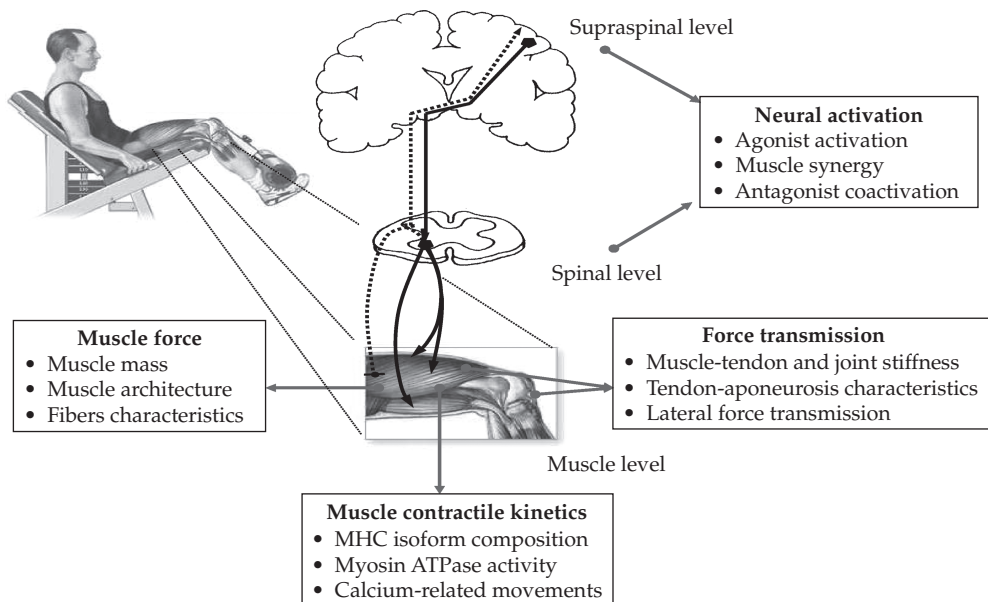 Supraspinal level
Neural activation
• Agonist activation
• Muscle synergy
• Antagonist coactivation
Spinal level
Muscle force
• Muscle mass
• Muscle architecture
• Fibers characteristics
Force transmission
• Muscle-tendon and joint stiffness
• Tendon-aponeurosis characteristics
• Lateral force transmission
Muscle level
Muscle contractile kinetics
• MHC isoform composition
• Myosin ATPase activity
• Calcium-related movements